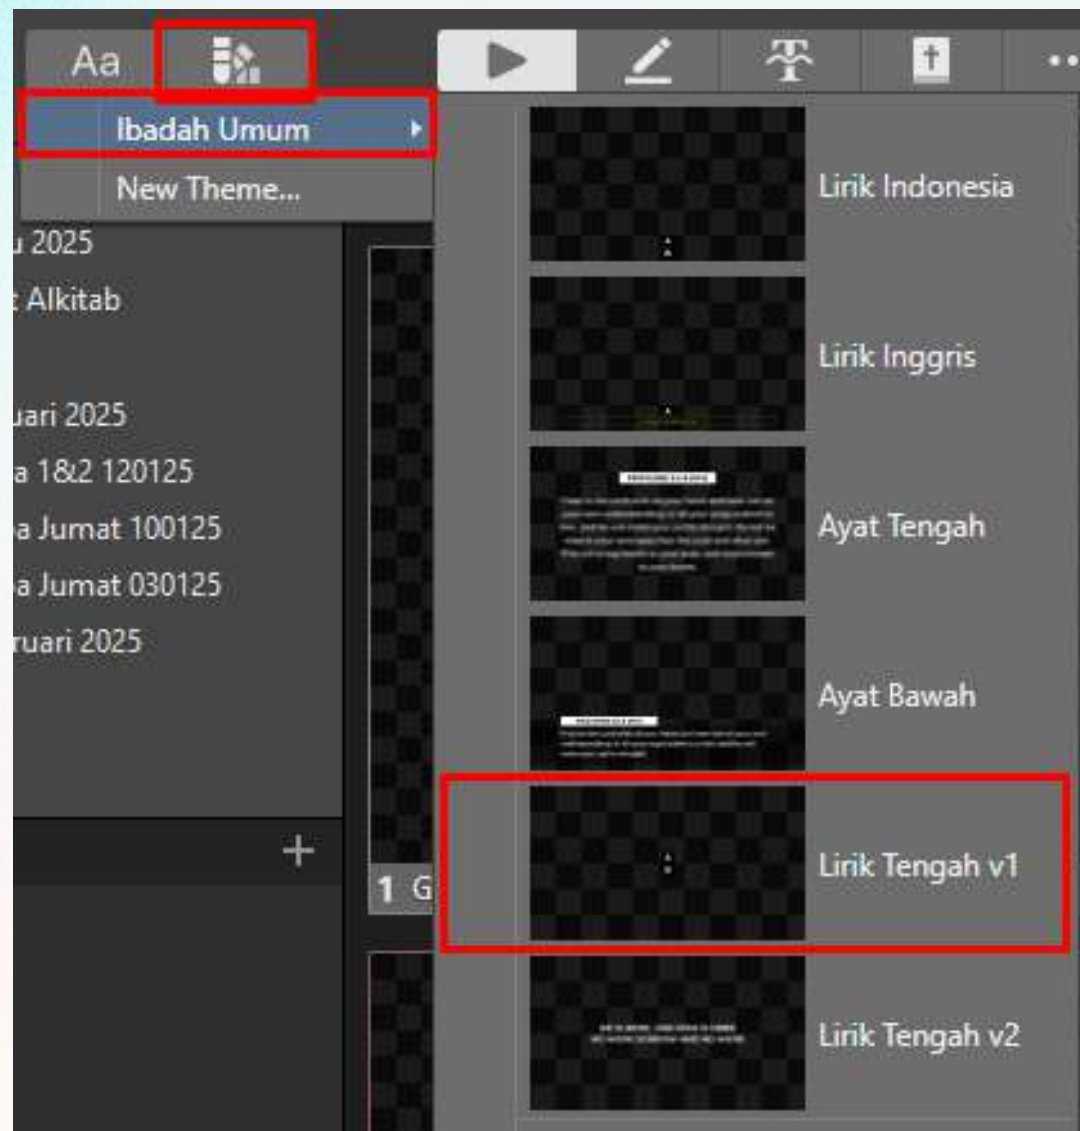 Aa
Ibadah Umum
New Theme...
u 2025
t Alkitab
uari 2025
a 1&2 120125
a Jumat 100125
a Jumat 030125
ruari 2025
1 G
Lirik Indonesia
Lirik Inggris
Ayat Tengah
Ayat Bawah
Lirik Tengah v1
Lirik Tengah v2